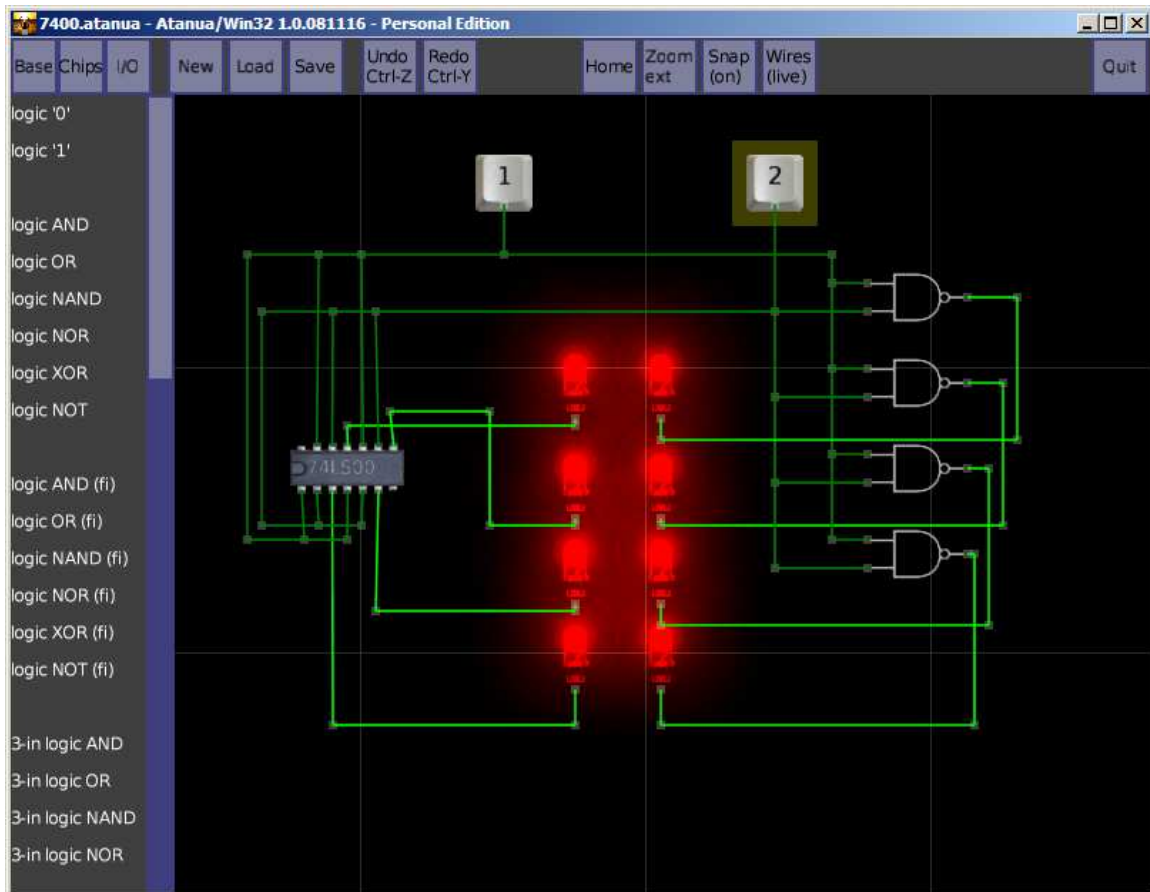 7400.atanua - Atanua/Win32 1.0.081116 - Personal Edition
Base Chips I/O New Load Save Undo Ctrl-Z Redo Ctrl-Y Home Zoom ext Snap (on) Wires (live) Quit
logic '0'
logic '1'
logic AND
logic OR
logic NAND
logic NOR
logic XOR
logic NOT
logic AND (fi)
logic OR (fi)
logic NAND (fi)
logic NOR (fi)
logic XOR (fi)
logic NOT (fi)
3-in logic AND
3-in logic OR
3-in logic NAND
3-in logic NOR
1
2
74LS00